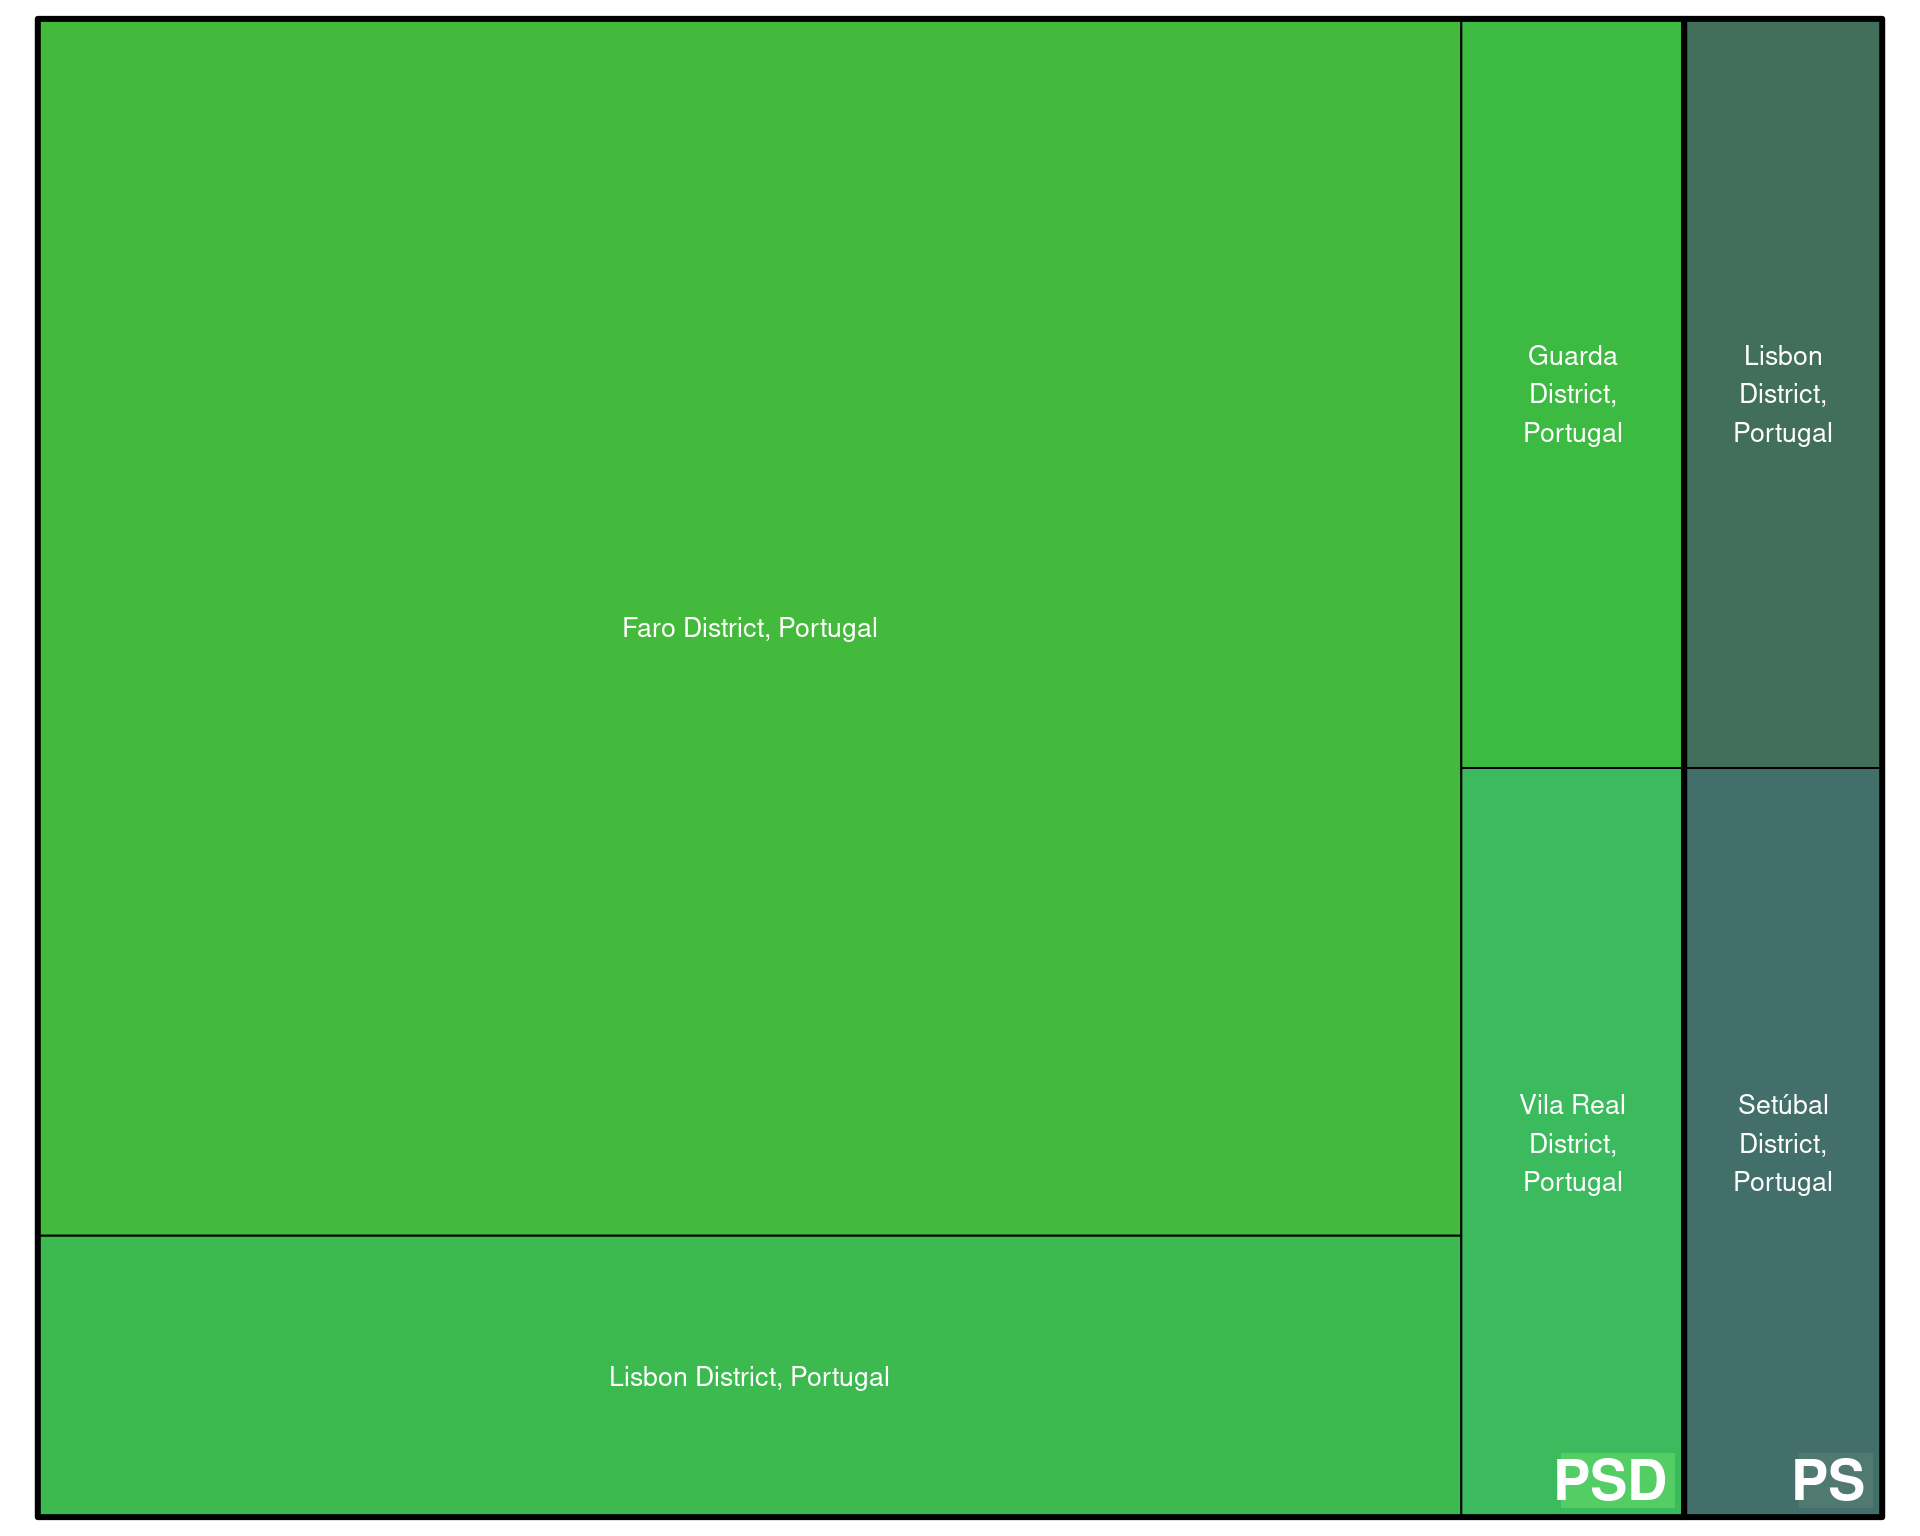 Faro District, Portugal
Lisbon District, Portugal
Guarda
District,
Portugal
Vila Real
District,
Portugal
PSD
Lisbon
District,
Portugal
Setúbal
District,
Portugal
PS